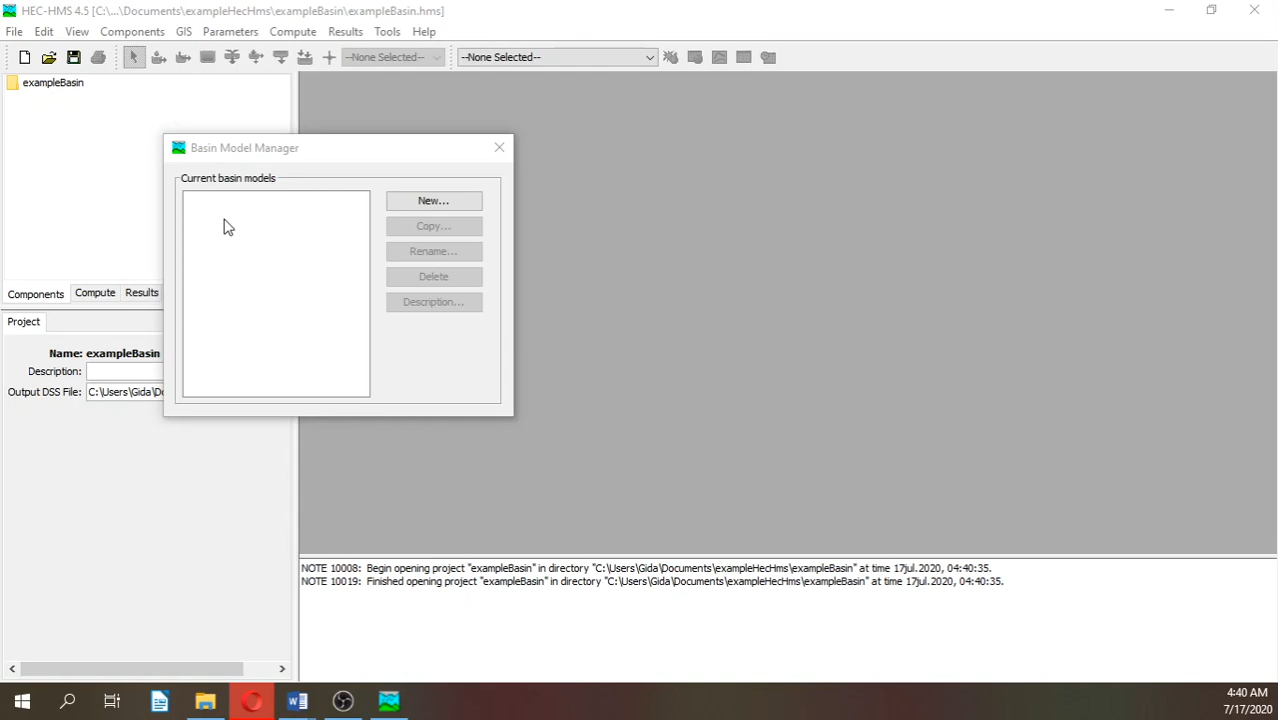 HEC-HMS 4.5 [C:\...\Documents\exampleHecHms\exampleBasin\exampleBasin.hms]
File Edit View Components GIS Parameters Compute Results Tools Help
--None Selected-- --None Selected--
exampleBasin
Basin Model Manager
Current basin models
New...
Copy...
Rename...
Delete
Description...
Components Compute Results
Project
Name: exampleBasin
Description:
Output DSS File: C:\Users\Gida\Do
NOTE 10008: Begin opening project "exampleBasin" in directory "C:\Users\Gida\Documents\exampleHecHms\exampleBasin" at time 17jul.2020, 04:40:35.
NOTE 10019: Finished opening project "exampleBasin" in directory "C:\Users\Gida\Documents\exampleHecHms\exampleBasin" at time 17jul.2020, 04:40:35.
4:40 AM
7/17/2020